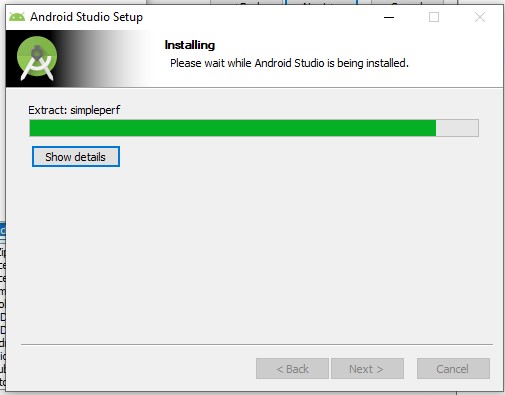 Android Studio Setup
Installing
Please wait while Android Studio is being installed.
Extract: simpleperf
Show details
< Back
Next >
Cancel